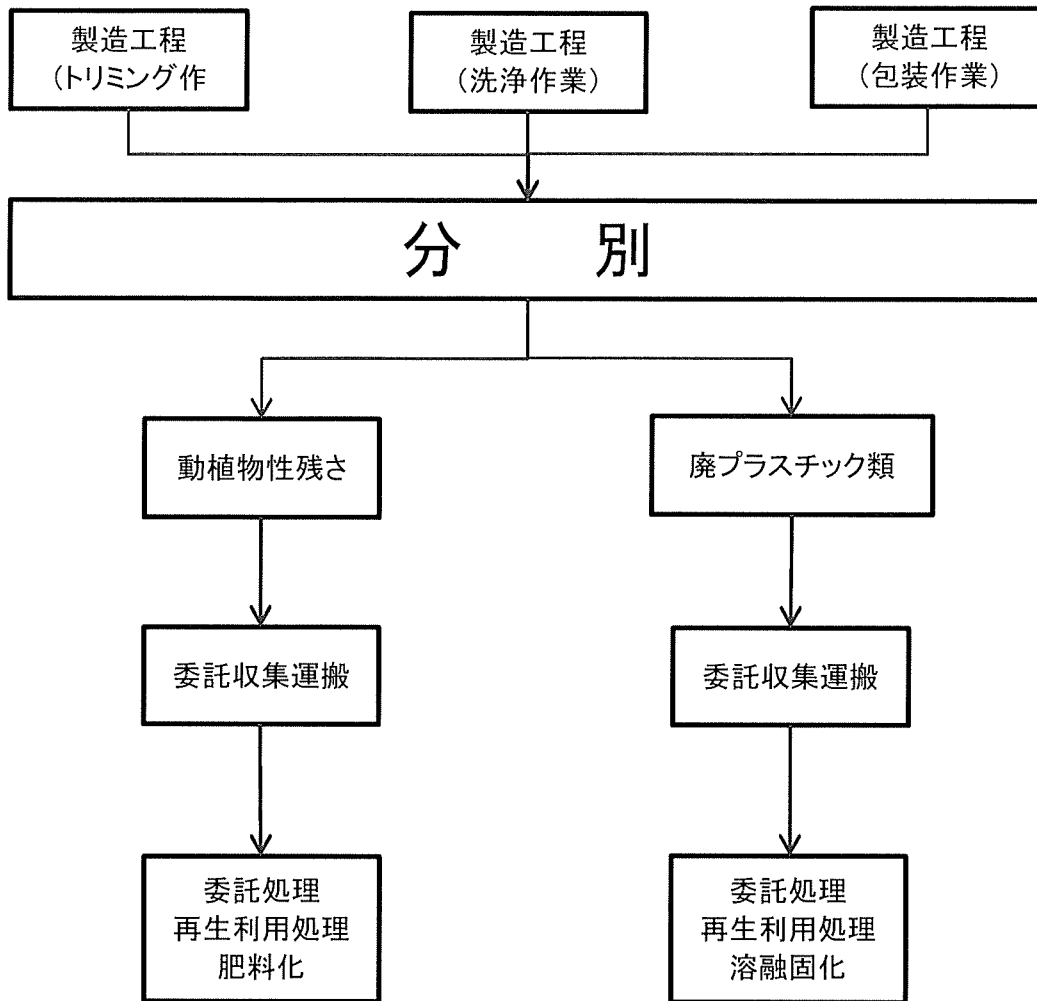 製造工程
(トリミング作
製造工程
(洗浄作業)
製造工程
(包装作業)
分 別
動植物性残さ
廃プラスチック類
委託収集運搬
委託収集運搬
委託処理
再生利用処理
肥料化
委託処理
再生利用処理
溶融固化